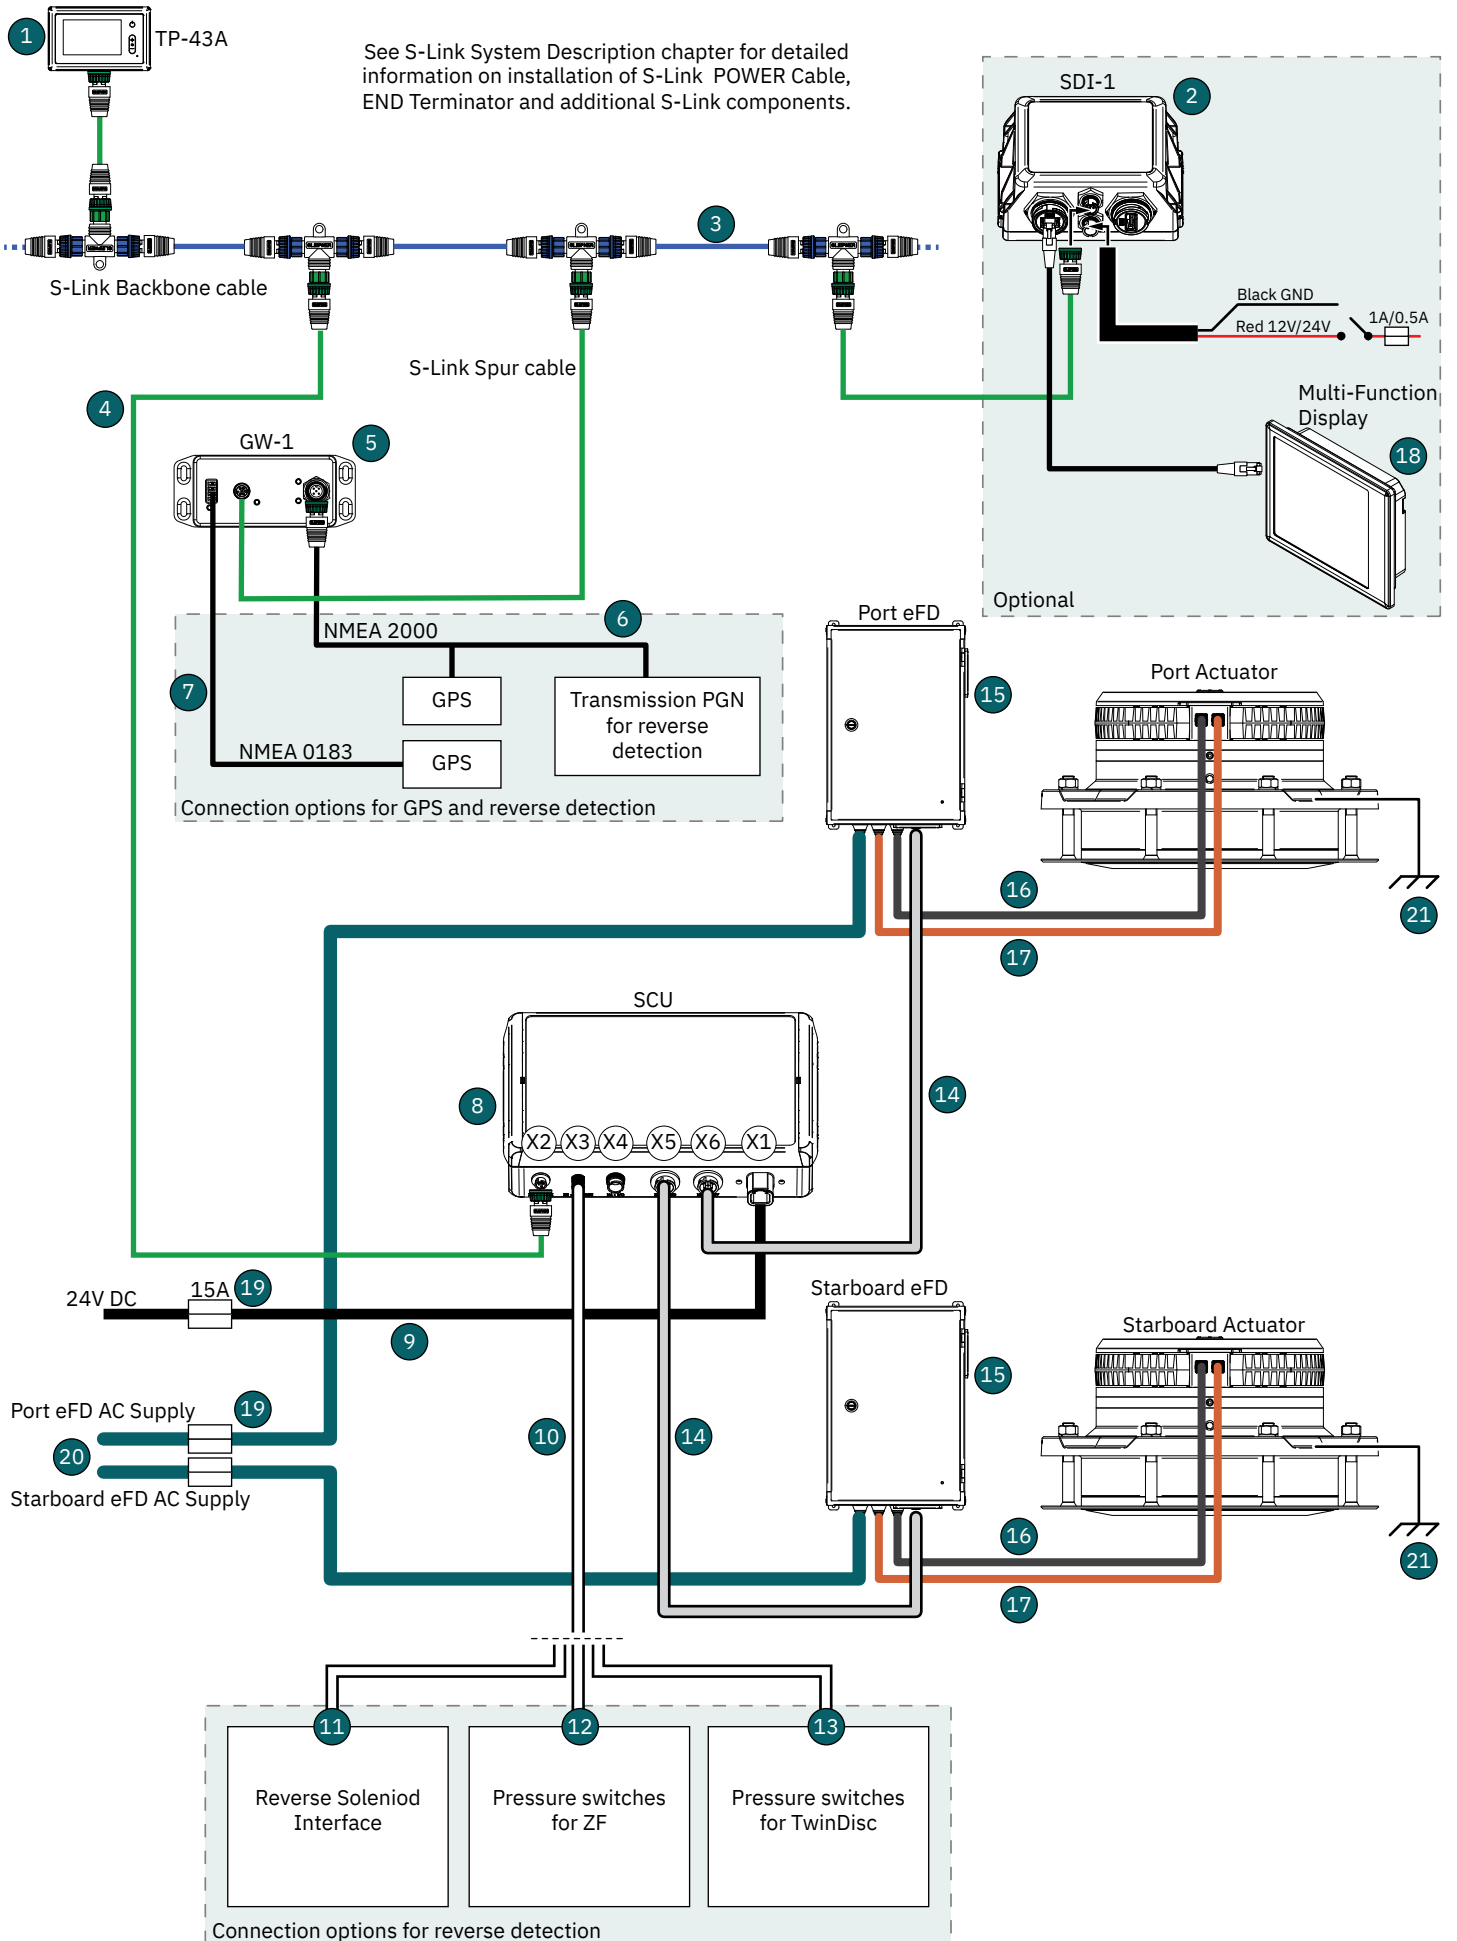 1
TP-43A
See S-Link System Description chapter for detailed
information on installation of S-Link POWER Cable,
END Terminator and additional S-Link components.
SDI-1
2
3
S-Link Backbone cable
Black GND
Red 12V/24V
1A/0.5A
S-Link Spur cable
4
Multi-Function
Display
18
GW-1
5
Optional
6
NMEA 2000
7
GPS
Transmission PGN
for reverse
detection
NMEA 0183
GPS
Connection options for GPS and reverse detection
Port eFD
15
Port Actuator
16
17
21
SCU
8
X2
X3
X4
X5
X6
X1
14
24V DC
15A
19
9
Starboard eFD
15
Starboard Actuator
Port eFD AC Supply
19
20
Starboard eFD AC Supply
10
14
16
17
21
11
12
13
Reverse Soleniod
Interface
Pressure switches
for ZF
Pressure switches
for TwinDisc
Connection options for reverse detection